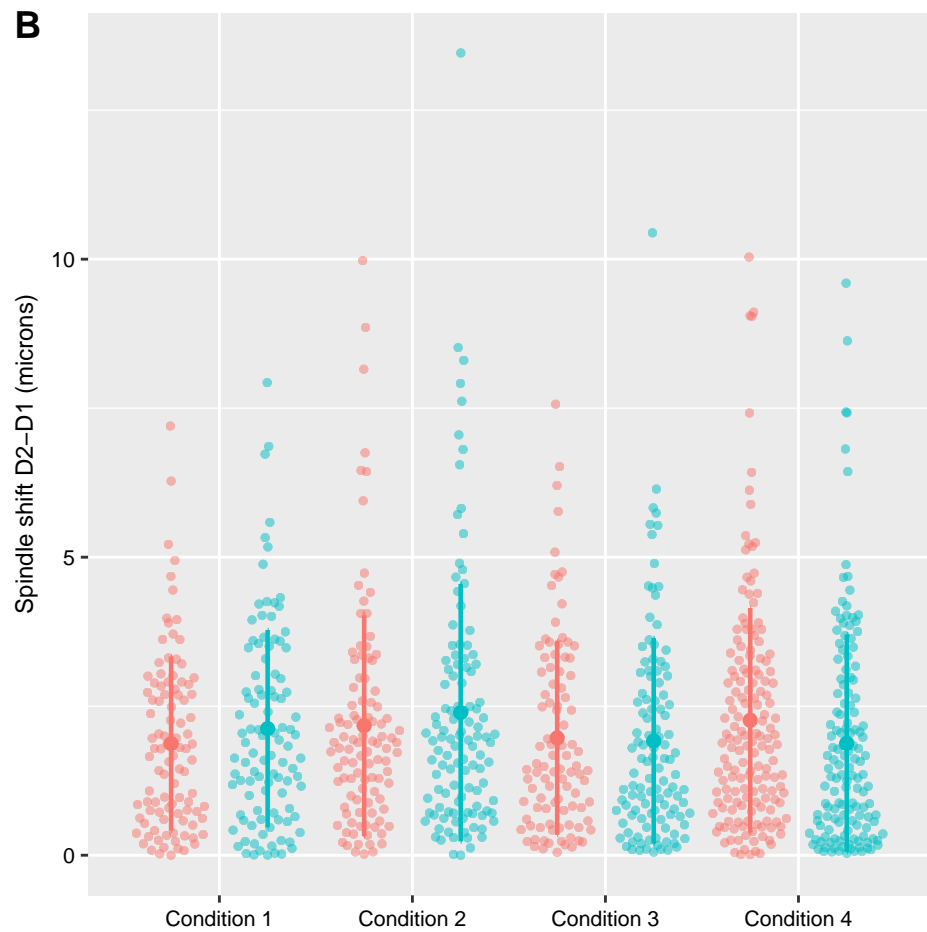 B
Spindle shift D2−D1 (microns)
10
5
0
Condition 1
Condition 2
Condition 3
Condition 4